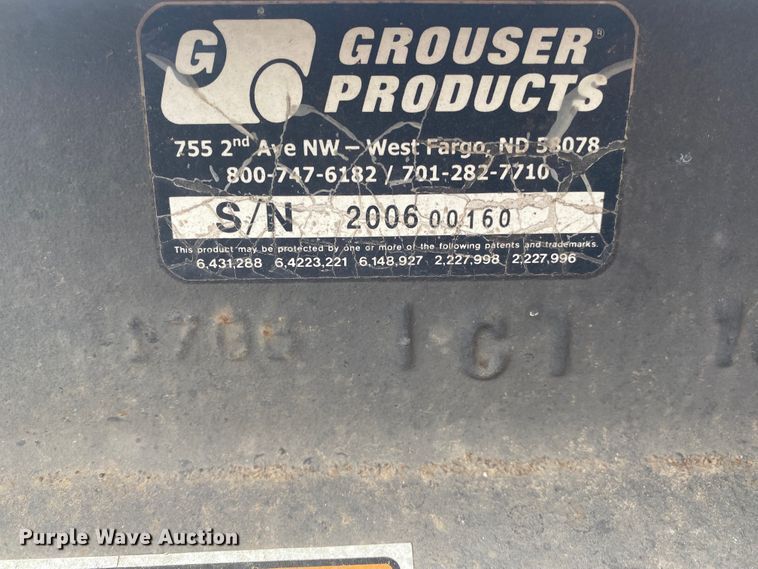 G
GROUSER®
PRODUCTS
755 2nd Ave NW – West Fargo, ND 58078
800-747-6182 / 701-282-7710
S/N 200600160
This product may be protected by one or more of the following patents and trademarks.
6,431,288 6,4223,221 6,148,927 2,227,998 2,227,996
Purple Wave Auction